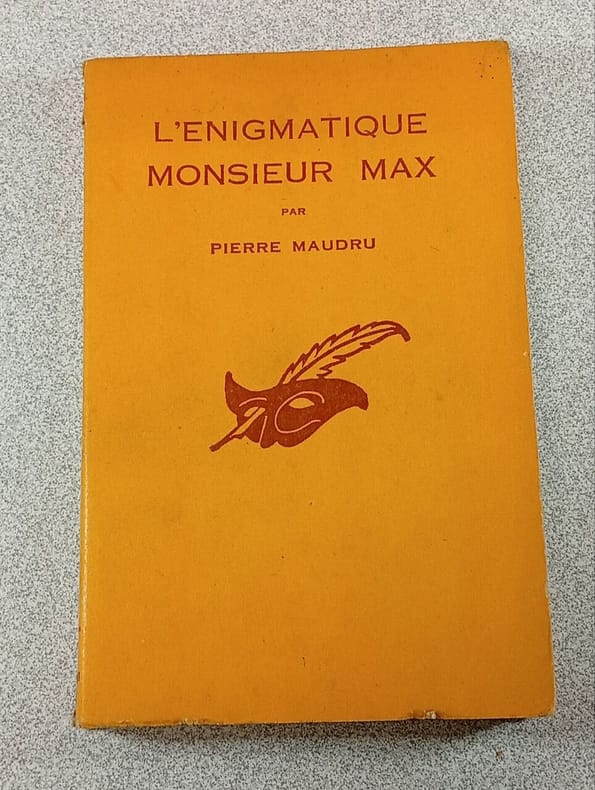 L'ENIGMATIQUE
MONSIEUR MAX
PAR
PIERRE MAUDRU